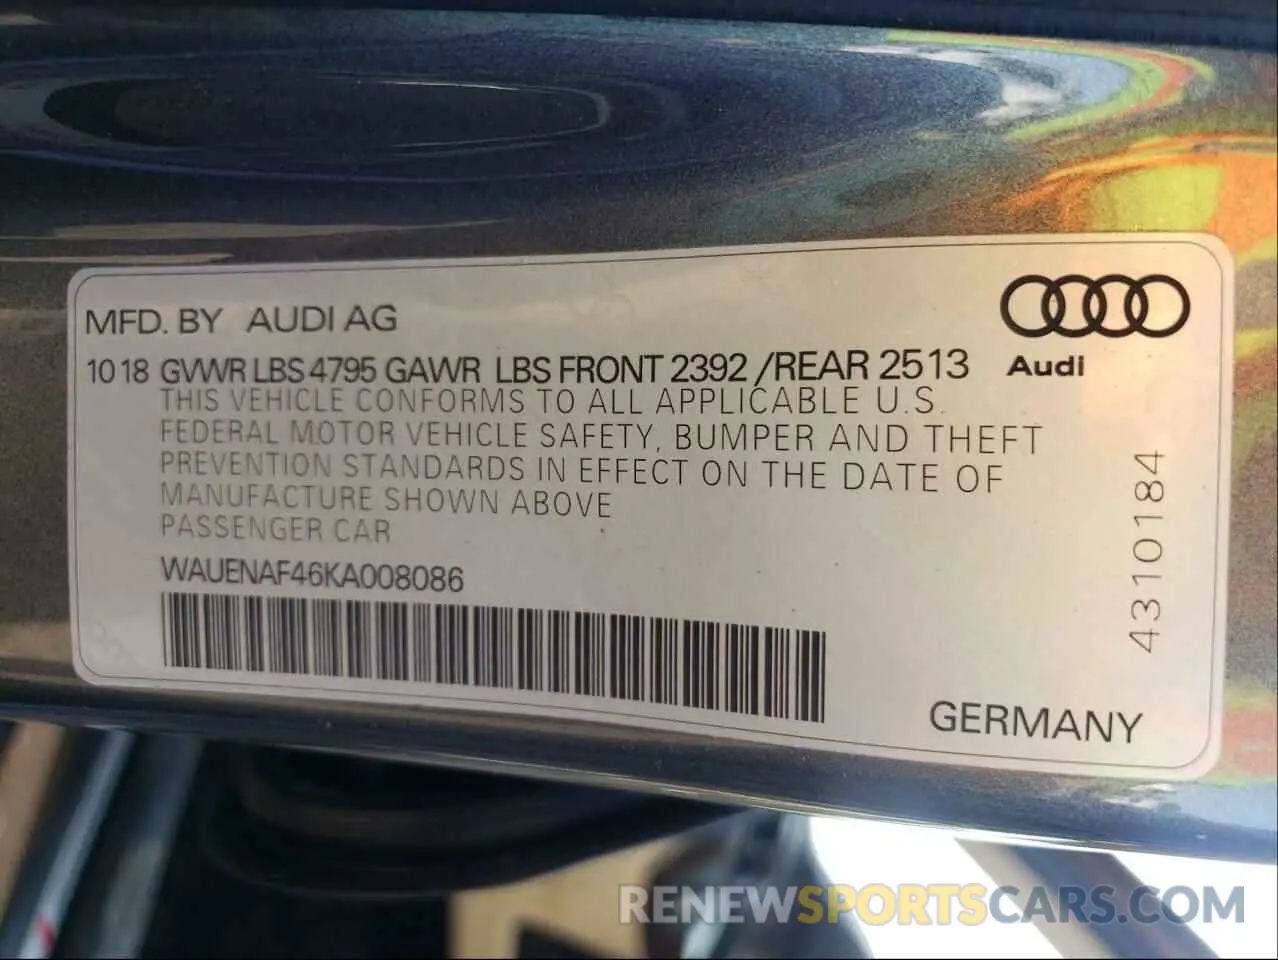 MFD. BY AUDI AG
10 18 GVWR LBS 4795 GAWR LBS FRONT 2392 /REAR 2513
Audi
THIS VEHICLE CONFORMS TO ALL APPLICABLE U.S.
FEDERAL MOTOR VEHICLE SAFETY, BUMPER AND THEFT
PREVENTION STANDARDS IN EFFECT ON THE DATE OF
MANUFACTURE SHOWN ABOVE
PASSENGER CAR
WAUENAF46KA008086
4310184
GERMANY
RENEWSPORTSCARS.COM